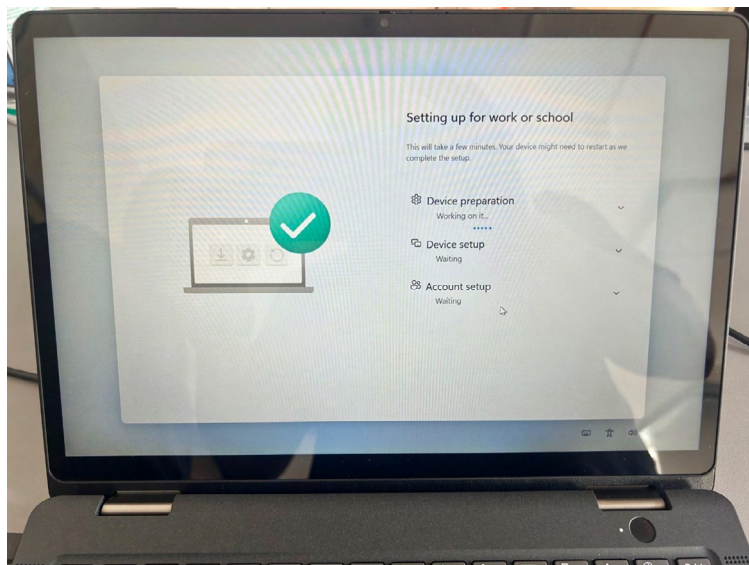 Setting up for work or school
This will take a few minutes. Your device might need to restart as we
complete the setup.
Device preparation
Working on it...
Device setup
Waiting
Account setup
Waiting